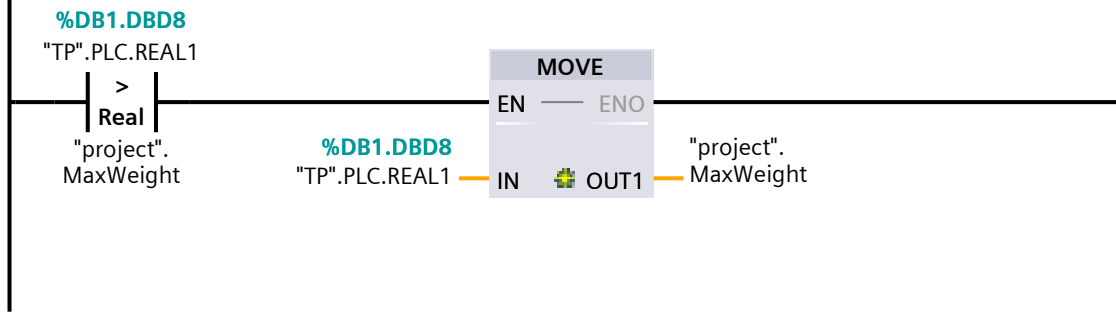 %DB1.DBD8
"TP".PLC.REAL1
>
Real
"project".
MaxWeight
MOVE
EN
ENO
%DB1.DBD8
"TP".PLC.REAL1
IN
OUT1
"project".
MaxWeight